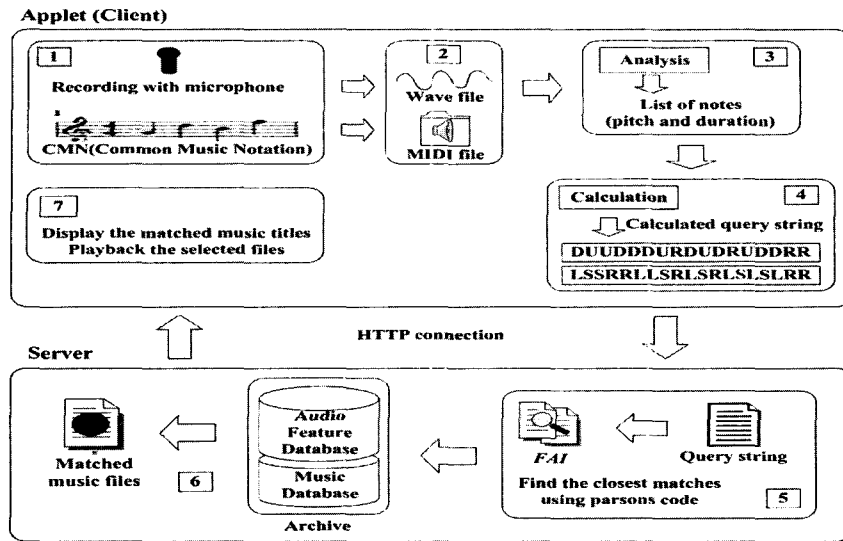 Applet (Client)
1
Recording with microphone
CMN(Common Music Notation)
2
Wave file
MIDI file
3
Analysis
List of notes
(pitch and duration)
4
Calculation
Calculated query string
DUUDDDURDUDRUDDRR
LSSRRLLSRLSRLSLSLRR
7
Display the matched music titles
Playback the selected files
HTTP connection
Server
Matched
music files
6
Audio
Feature
Database
Music
Database
Archive
FAI
Query string
Find the closest matches
using parsons code
5